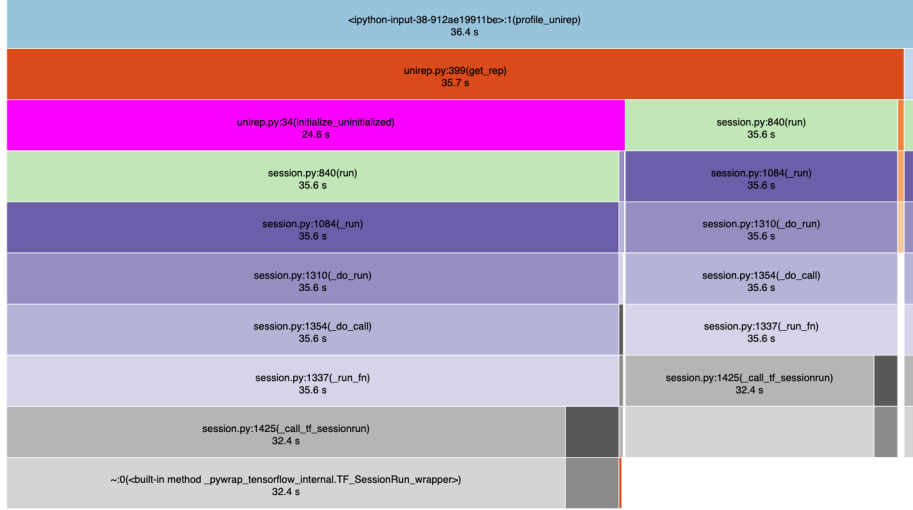 <ipython-input-38-912ae19911be>:1(profile_unirep)
36.4 s
unirep.py:399(get_rep)
35.7 s
unirep.py:34(initialize_uninitialized)
24.6 s
session.py:840(run)
35.6 s
session.py:840(run)
35.6 s
session.py:1084(_run)
35.6 s
session.py:1084(_run)
35.6 s
session.py:1310(_do_run)
35.6 s
session.py:1310(_do_run)
35.6 s
session.py:1354(_do_call)
35.6 s
session.py:1354(_do_call)
35.6 s
session.py:1337(_run_fn)
35.6 s
session.py:1337(_run_fn)
35.6 s
session.py:1425(_call_tf_sessionrun)
32.4 s
session.py:1425(_call_tf_sessionrun)
32.4 s
~:0(<built-in method _pywrap_tensorflow_internal.TF_SessionRun_wrapper>)
32.4 s